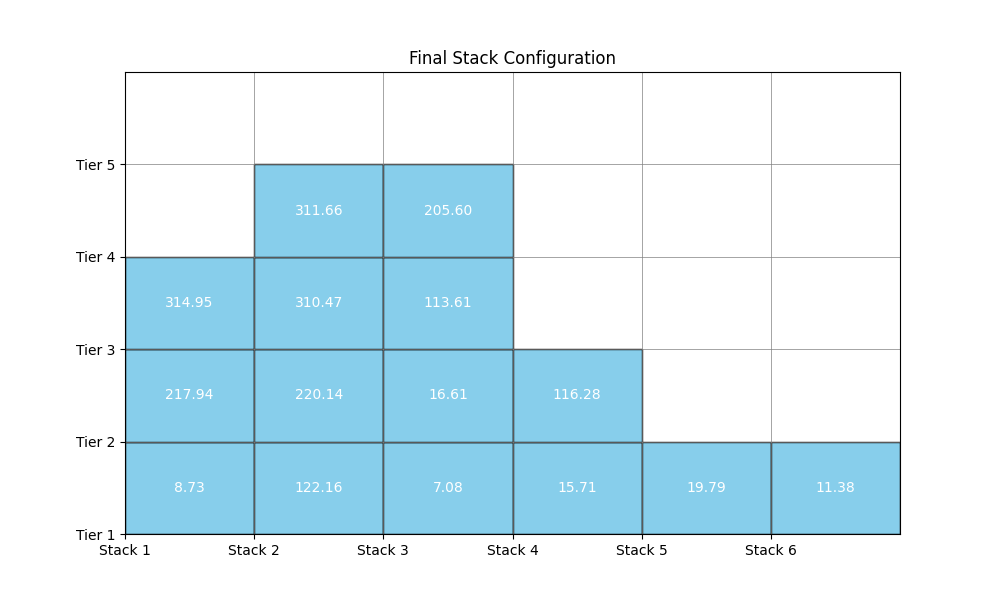 Final Stack Configuration
Tier 5
311.66 205.60
Tier 4
314.95 310.47 113.61
Tier 3
217.94 220.14 16.61 116.28
Tier 2
8.73 122.16 7.08 15.71 19.79 11.38
Tier 1
Stack 1 Stack 2 Stack 3 Stack 4 Stack 5 Stack 6